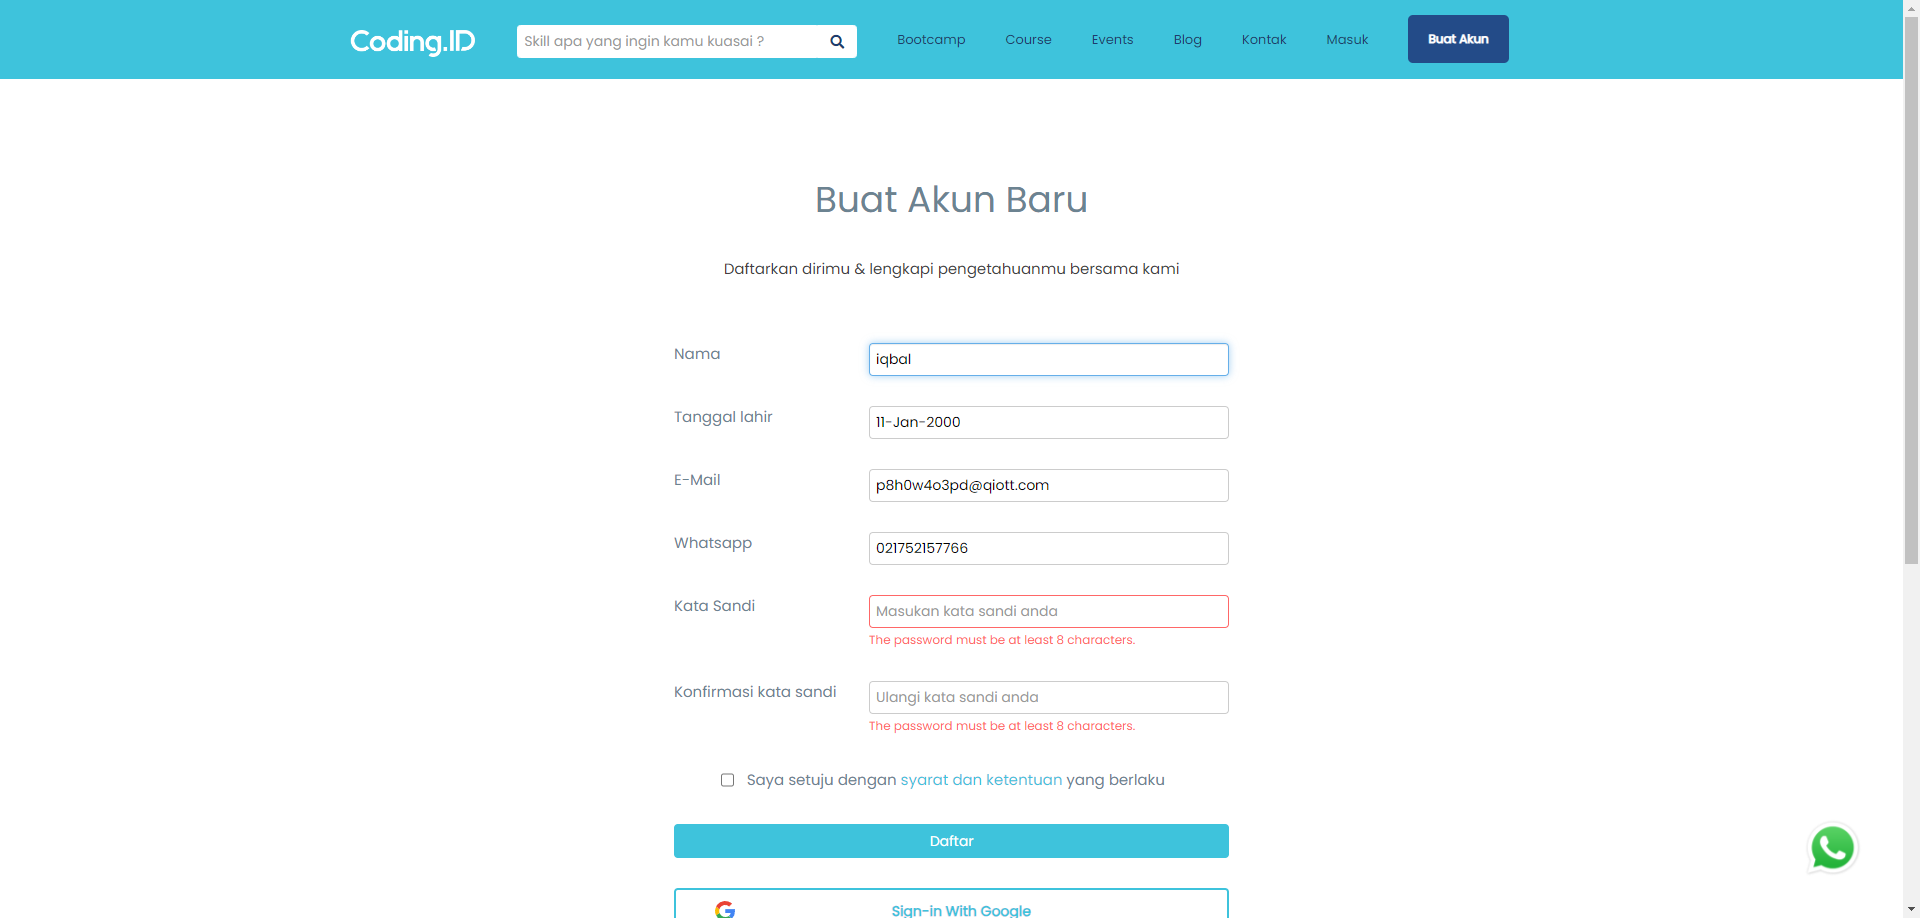 Coding.ID
Skill apa yang ingin kamu kuasai ?
Bootcamp
Course
Events
Blog
Kontak
Masuk
Buat Akun
Buat Akun Baru
Daftarkan dirimu & lengkapi pengetahuanmu bersama kami
Nama
iqbal
Tanggal lahir
11-Jan-2000
E-Mail
p8h0w4o3pd@qiott.com
Whatsapp
021752157766
Kata Sandi
Masukan kata sandi anda
The password must be at least 8 characters.
Konfirmasi kata sandi
Ulangi kata sandi anda
The password must be at least 8 characters.
Saya setuju dengan syarat dan ketentuan yang berlaku
Daftar
Sign-in With Google